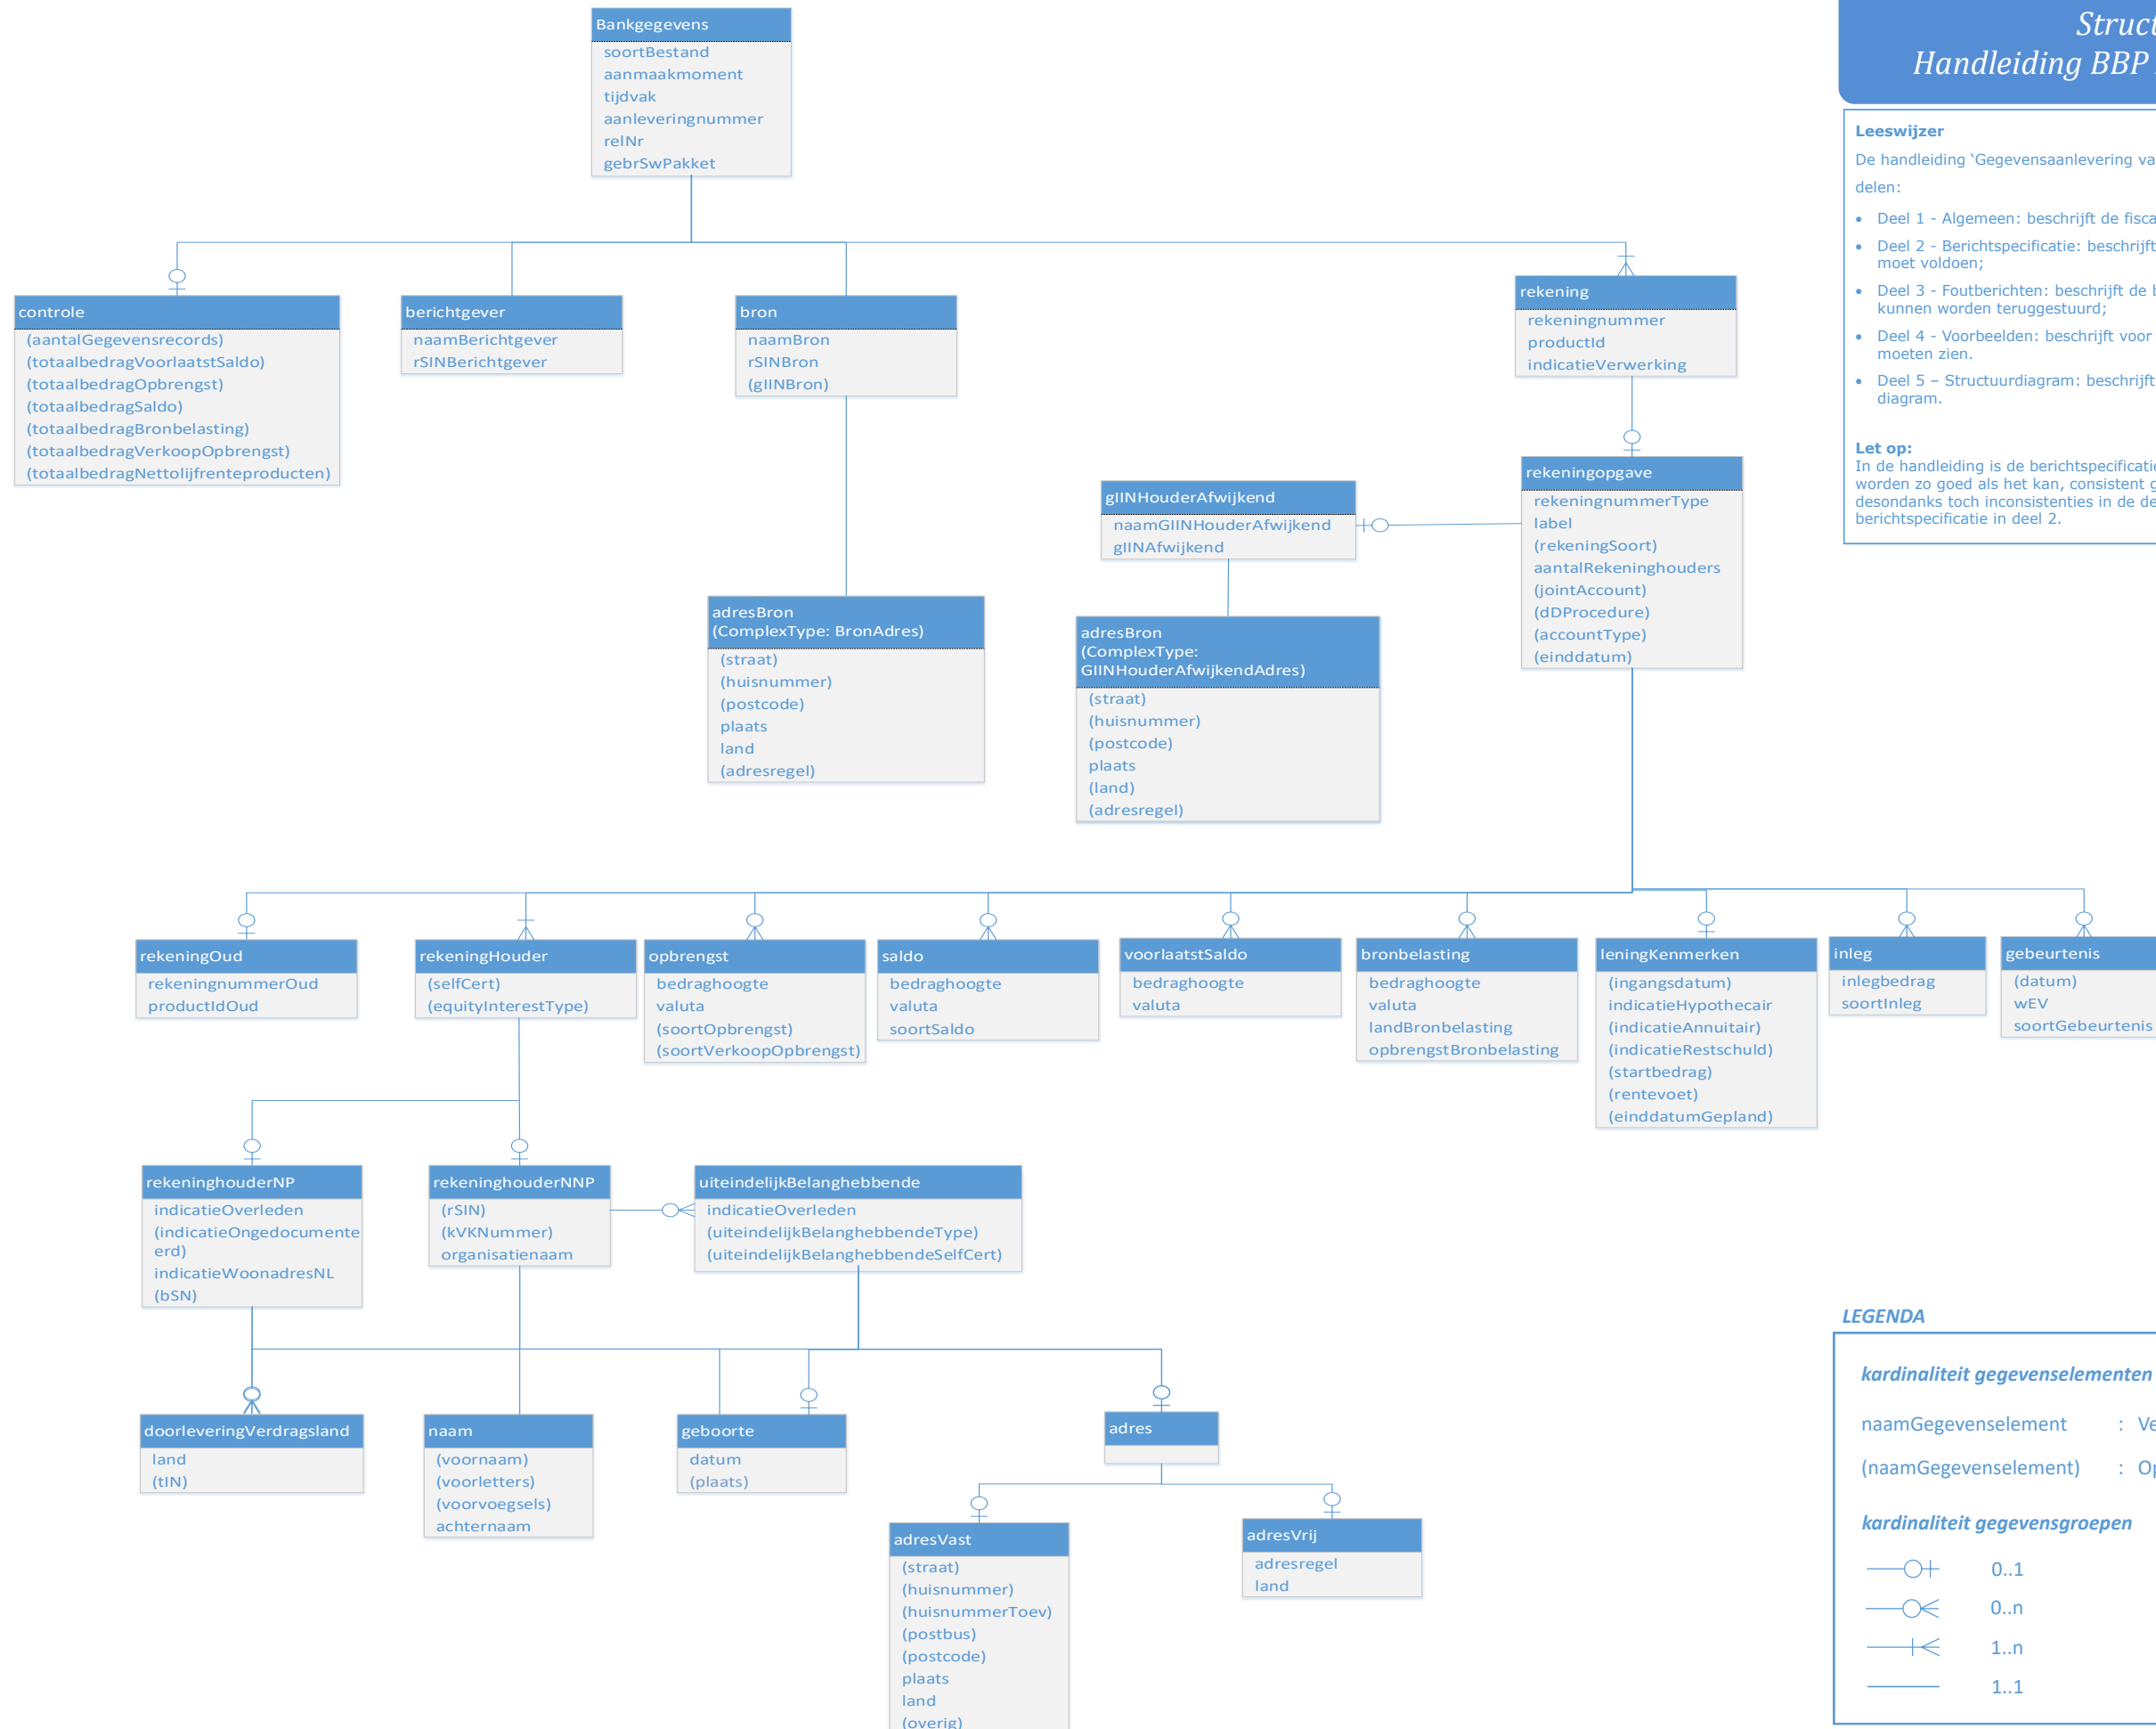 Bankgegevens
soortBestand
aanmaakmoment
tijdvak
aanleveringnummer
relNr
gebrSwPakket
Handleiding BBP
Leeswijzer
De handleiding ‘Gegevensaanlevering
delen:
• Deel 1 - Algemeen: beschrijft de
• Deel 2 - Berichtspecificatie: beschrijft
moet voldoen;
• Deel 3 - Foutberichten: beschrijft de
kunnen worden teruggestuurd;
• Deel 4 - Voorbeelden: beschrijft voor
moeten zien.
• Deel 5 – Structuurdiagram: beschrijft
diagram.
Let op:
In de handleiding is de berichtspecificatie
worden zo goed als het kan, consistent
desondanks toch inconsistenties in de
berichtspecificatie in deel 2.
controle
(aantalGegevensrecords)
(totaalbedragVoorlaatstSaldo)
(totaalbedragOpbrengst)
(totaalbedragSaldo)
(totaalbedragBronbelasting)
(totaalbedragVerkoopOpbrengst)
(totaalbedragNettolijfrenteproducten)
berichtgever
naamBerichtgever
rSINBerichtgever
bron
naamBron
rSINBron
(gIINBron)
rekening
rekeningnummer
productId
indicatieVerwerking
rekeningopgave
rekeningnummerType
label
(rekeningSoort)
aantalRekeninghouders
(jointAccount)
(dDProcedure)
(accountType)
(einddatum)
gIINHouderAfwijkend
naamGIINHouderAfwijkend
gIINAfwijkend
adresBron
(ComplexType: BronAdres)
(straat)
(huisnummer)
(postcode)
plaats
land
(adresregel)
adresBron
(ComplexType:
GIINHouderAfwijkendAdres)
(straat)
(huisnummer)
(postcode)
plaats
(land)
(adresregel)
rekeningOud
rekeningnummerOud
productIdOud
rekeningHouder
(selfCert)
(equityInterestType)
opbrengst
bedraghoogte
valuta
(soortOpbrengst)
(soortVerkoopOpbrengst)
saldo
bedraghoogte
valuta
soortSaldo
voorlaatstSaldo
bedraghoogte
valuta
bronbelasting
bedraghoogte
valuta
landBronbelasting
opbrengstBronbelasting
leningKenmerken
(ingangsdatum)
indicatieHypothecair
(indicatieAnnuitair)
(indicatieRestschuld)
(startbedrag)
(rentevoet)
(einddatumGepland)
inleg
inlegbedrag
soortInleg
gebeurtenis
(datum)
wEV
soortGebeurtenis
rekeninghouderNP
indicatieOverleden
(indicatieOngedocumente
erd)
indicatieWoonadresNL
(bSN)
rekeninghouderNNP
(rSIN)
(kVKNummer)
organisatienaam
uiteindelijkBelanghebbende
indicatieOverleden
(uiteindelijkBelanghebbendeType)
(uiteindelijkBelanghebbendeSelfCert)
doorleveringVerdragsland
land
(tIN)
naam
(voornaam)
(voorletters)
(voorvoegsels)
achternaam
geboorte
datum
(plaats)
adres
adresVast
(straat)
(huisnummer)
(huisnummerToev)
(postbus)
(postcode)
plaats
land
(overig)
adresVrij
adresregel
land
LEGENDA
kardinaliteit gegevenselementen
naamGegevenselement :
(naamGegevenselement) :
kardinaliteit gegevensgroepen
0..1
0..n
1..n
1..1